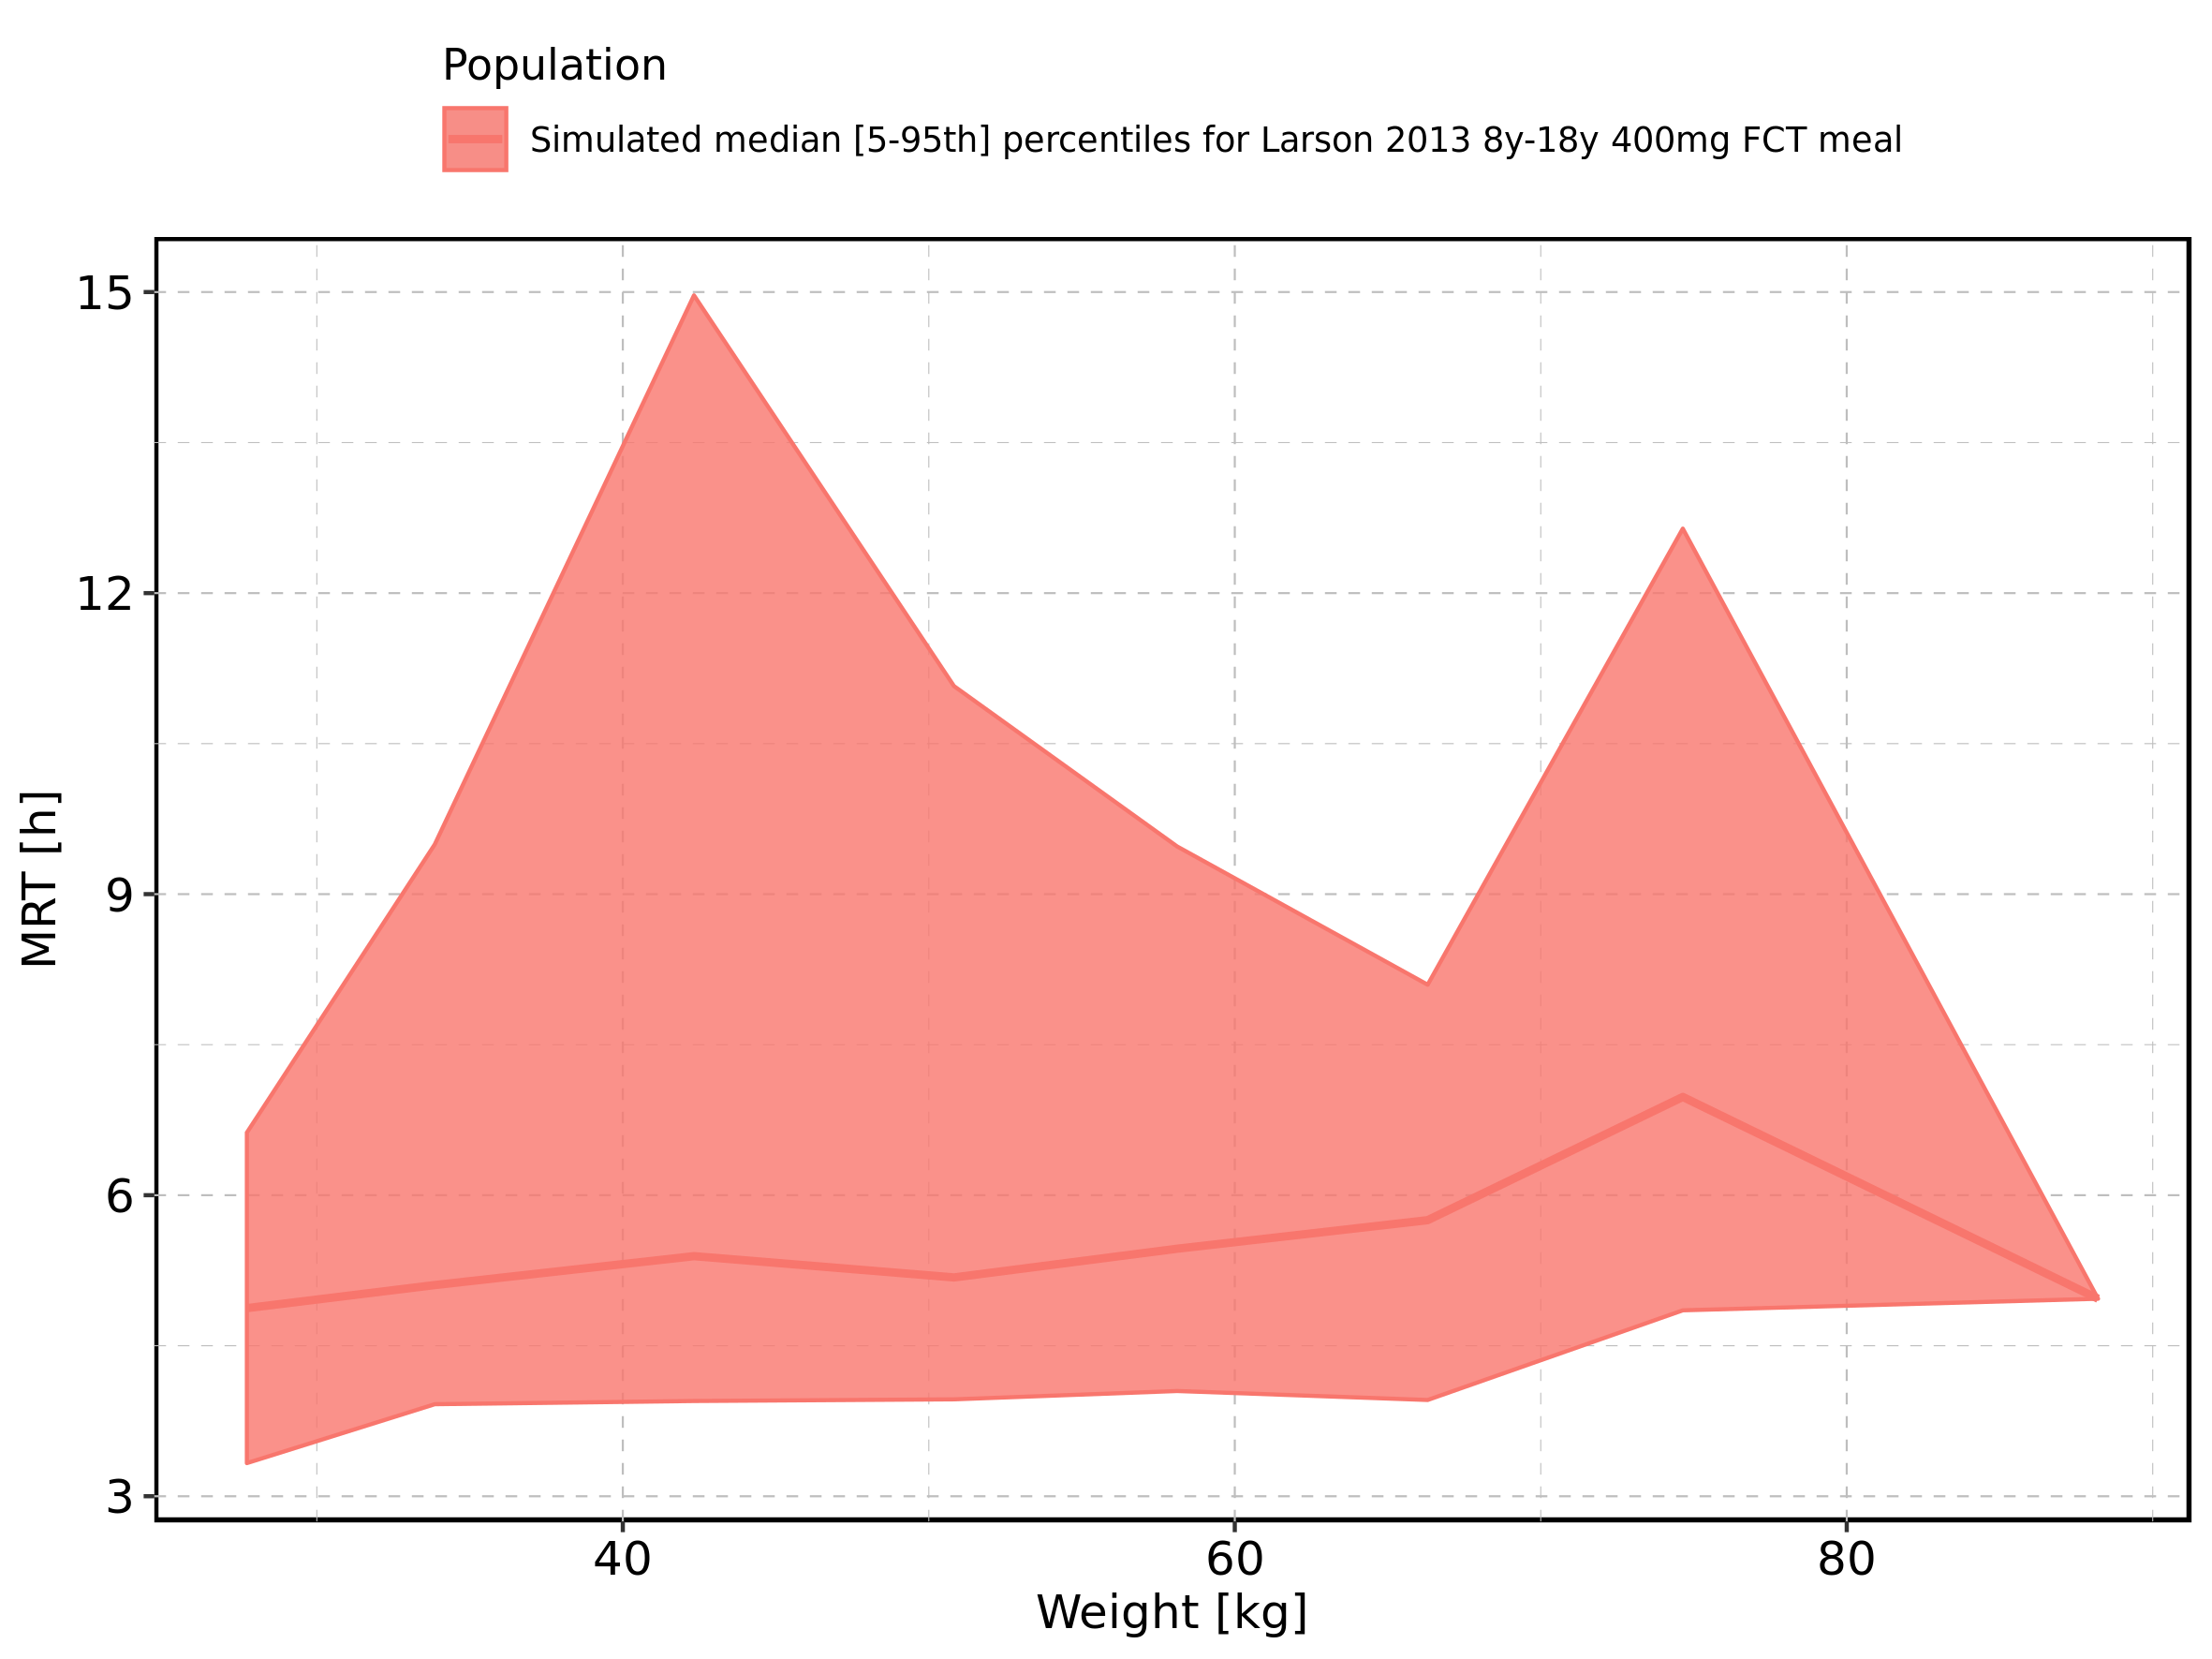 Population
Simulated median [5-95th] percentiles for Larson 2013 8y-18y 400mg FCT meal
15
12
9
6
3
MRT [h]
40 60 80
Weight [kg]